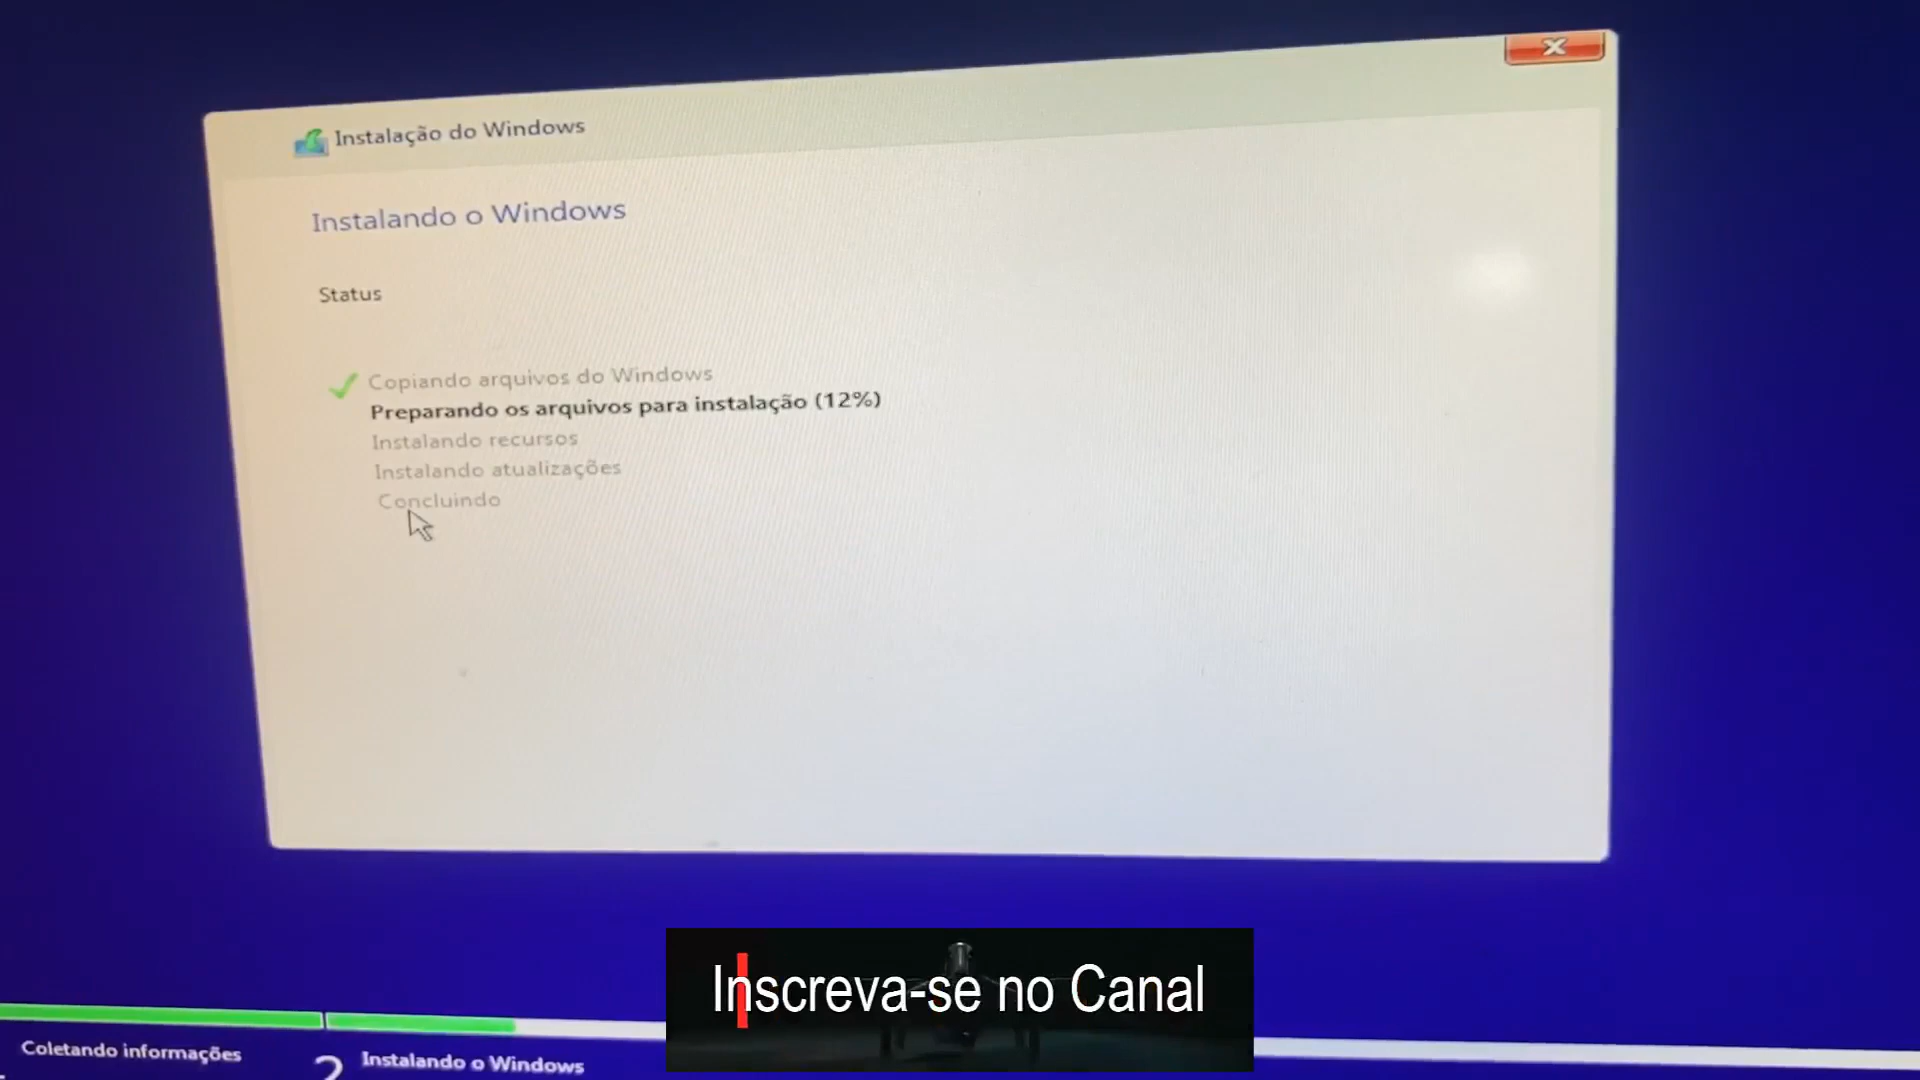 Instalação do Windows
Instalando o Windows
Status
Copiando arquivos do Windows
Preparando os arquivos para instalação (12%)
Instalando recursos
Instalando atualizações
Concluindo
Inscreva-se no Canal
Coletando informações
2 Instalando o Windows